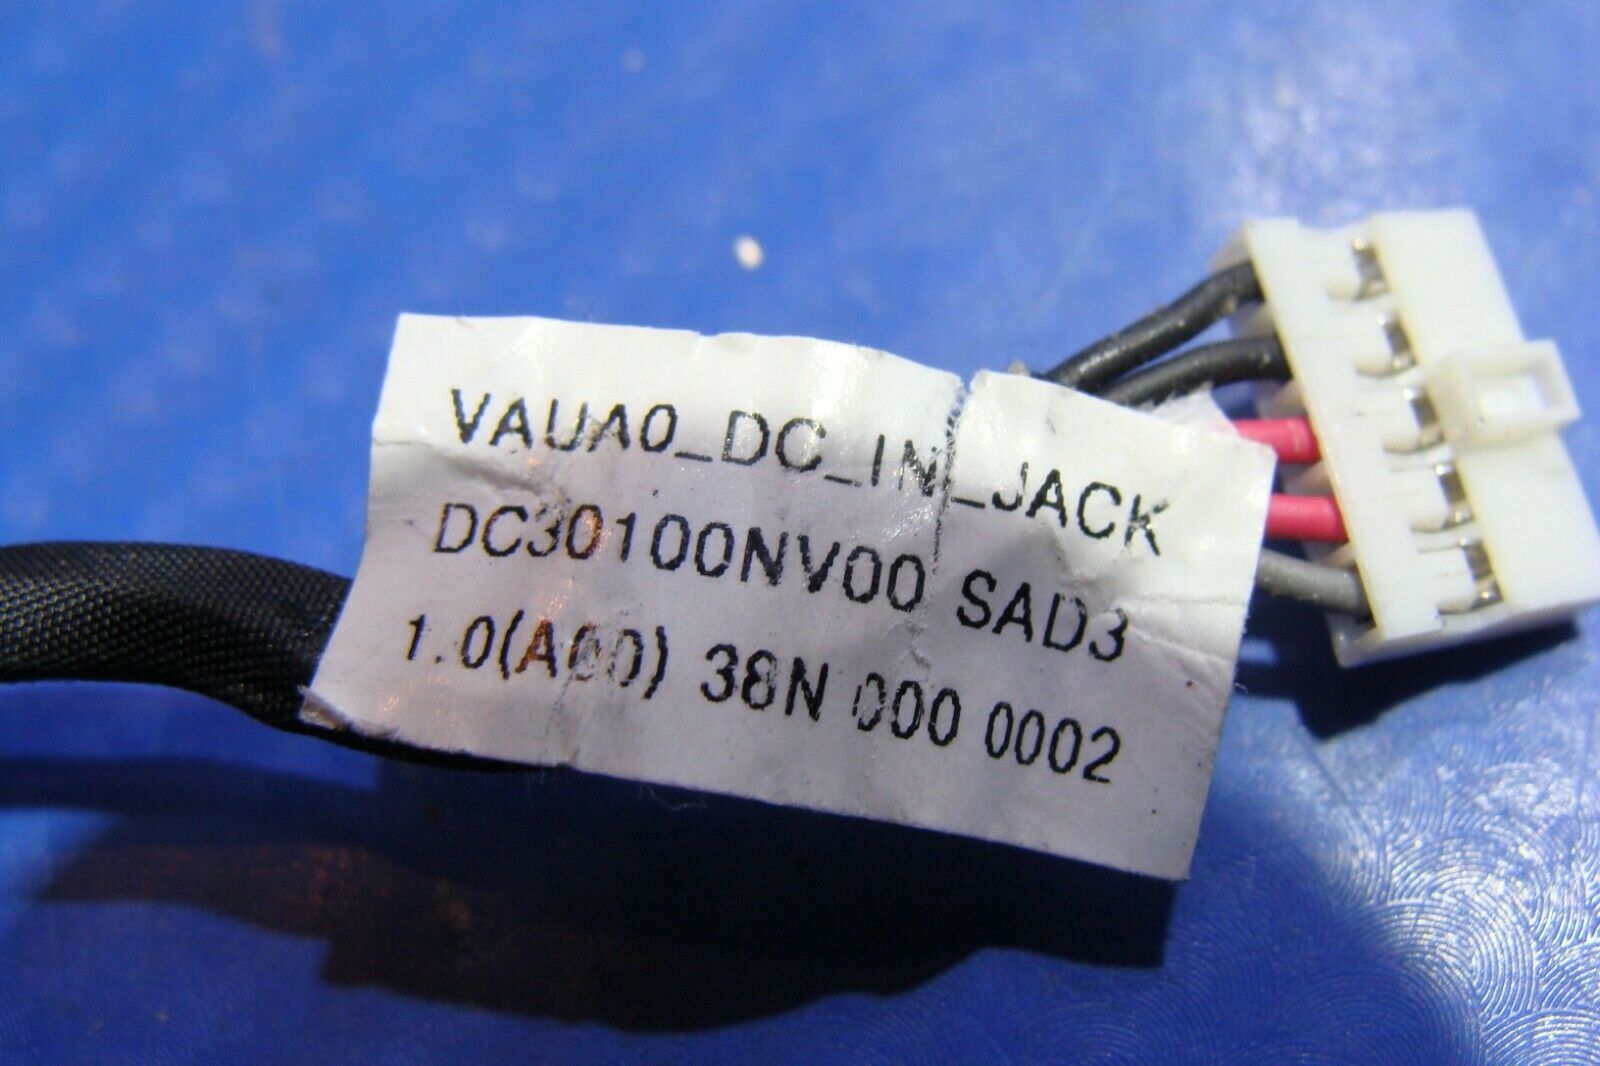 VAUA0_DC_IN_JACK
DC30100NV00 SAD3
1.0(A00) 38N 000 0002